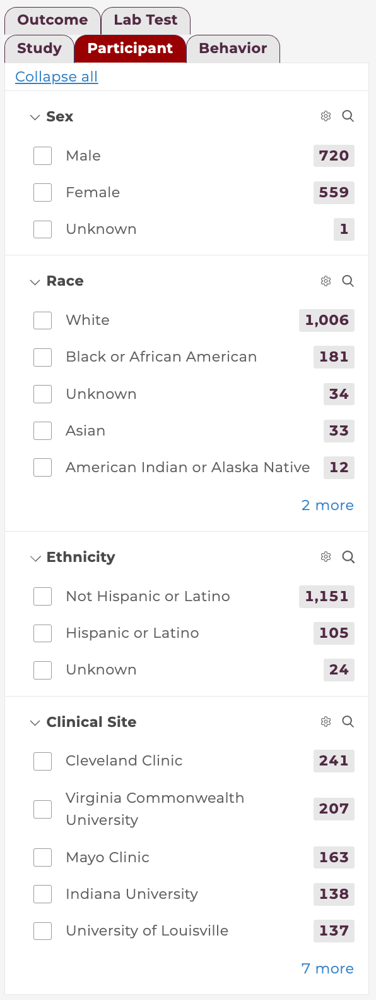 Outcome
Lab Test
Study
Participant
Behavior
Collapse all
Sex
Male
720
Female
559
Unknown
1
Race
White
1,006
Black or African American
181
Unknown
34
Asian
33
American Indian or Alaska Native
12
2 more
Ethnicity
Not Hispanic or Latino
1,151
Hispanic or Latino
105
Unknown
24
Clinical Site
Cleveland Clinic
241
Virginia Commonwealth
University
207
Mayo Clinic
163
Indiana University
138
University of Louisville
137
7 more